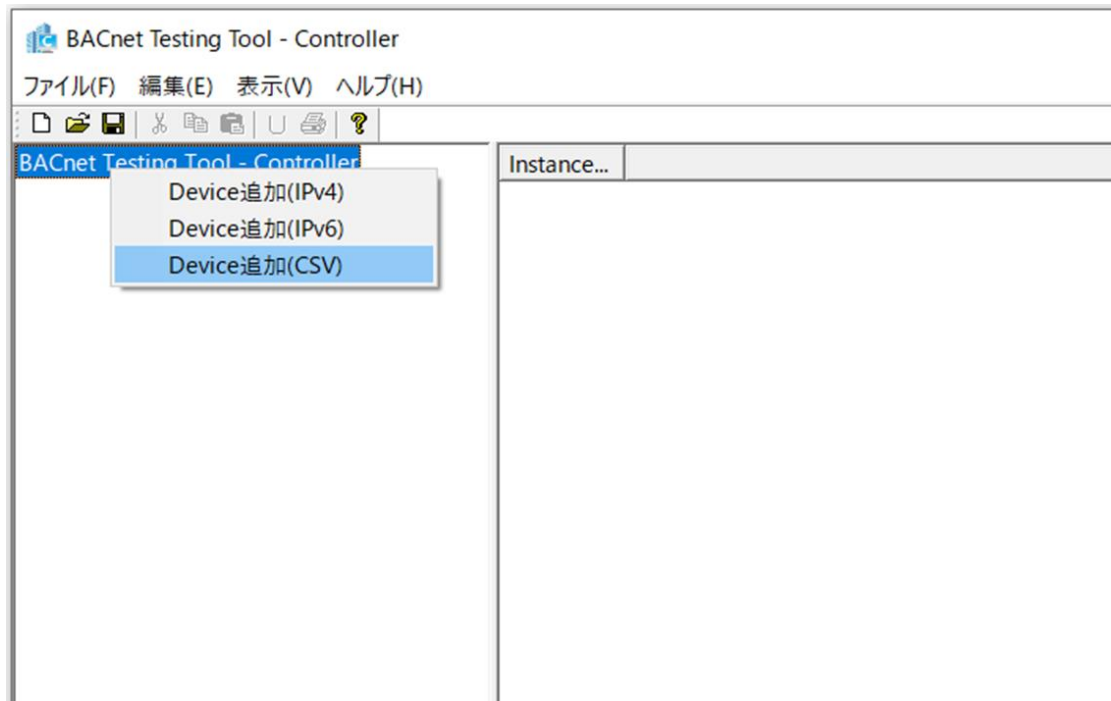 BACnet Testing Tool - Controller
ファイル(F) 編集(E) 表示(V) ヘルプ(H)
BACnet Testing Tool - Controller
Instance...
Device追加(IPv4)
Device追加(IPv6)
Device追加(CSV)